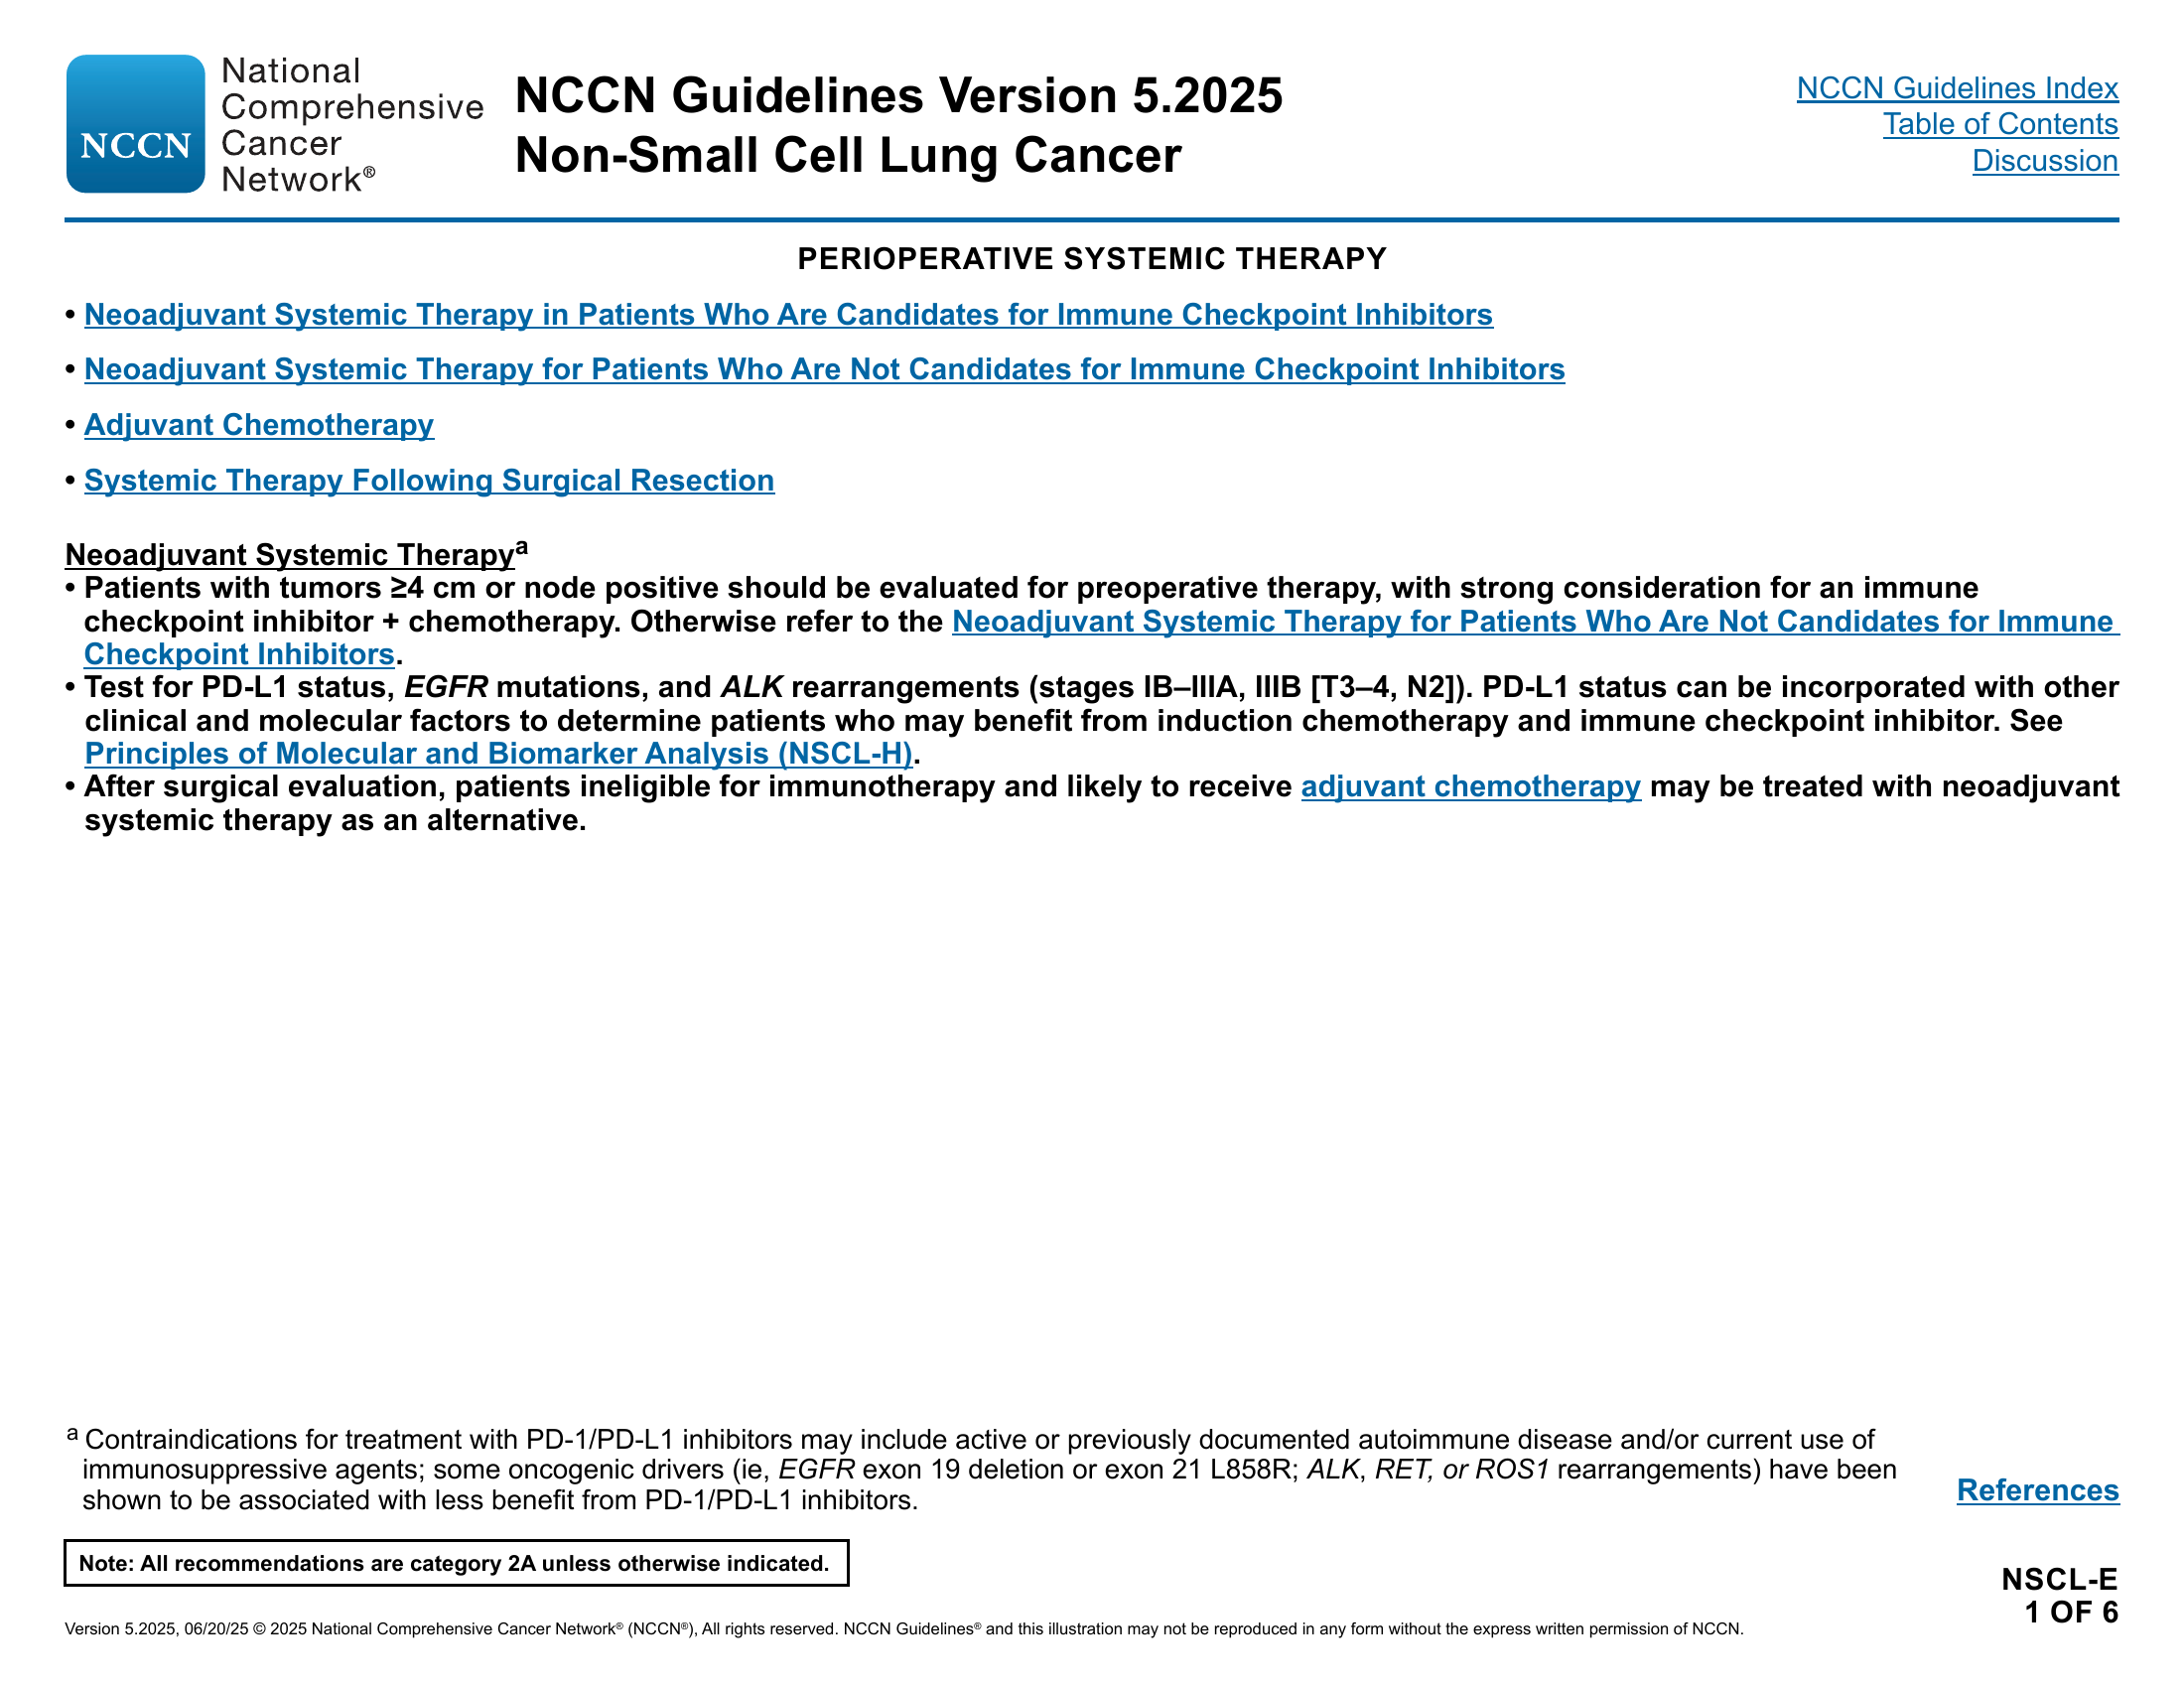 NCCN
National
Comprehensive
Cancer
Network®
NCCN Guidelines Version 5.2025
Non-Small Cell Lung Cancer
NCCN Guidelines Index
Table of Contents
Discussion
PERIOPERATIVE SYSTEMIC THERAPY
• Neoadjuvant Systemic Therapy in Patients Who Are Candidates for Immune Checkpoint Inhibitors
• Neoadjuvant Systemic Therapy for Patients Who Are Not Candidates for Immune Checkpoint Inhibitors
• Adjuvant Chemotherapy
• Systemic Therapy Following Surgical Resection
Neoadjuvant Systemic Therapy^a
• Patients with tumors ≥4 cm or node positive should be evaluated for preoperative therapy, with strong consideration for an immune
checkpoint inhibitor + chemotherapy. Otherwise refer to the Neoadjuvant Systemic Therapy for Patients Who Are Not Candidates for Immune
Checkpoint Inhibitors.
• Test for PD-L1 status, EGFR mutations, and ALK rearrangements (stages IB–IIIA, IIIB [T3–4, N2]). PD-L1 status can be incorporated with other
clinical and molecular factors to determine patients who may benefit from induction chemotherapy and immune checkpoint inhibitor. See
Principles of Molecular and Biomarker Analysis (NSCL-H).
• After surgical evaluation, patients ineligible for immunotherapy and likely to receive adjuvant chemotherapy may be treated with neoadjuvant
systemic therapy as an alternative.
a Contraindications for treatment with PD-1/PD-L1 inhibitors may include active or previously documented autoimmune disease and/or current use of
immunosuppressive agents; some oncogenic drivers (ie, EGFR exon 19 deletion or exon 21 L858R; ALK, RET, or ROS1 rearrangements) have been
shown to be associated with less benefit from PD-1/PD-L1 inhibitors.
References
Note: All recommendations are category 2A unless otherwise indicated.
NSCL-E
1 OF 6
Version 5.2025, 06/20/25 © 2025 National Comprehensive Cancer Network® (NCCN®), All rights reserved. NCCN Guidelines® and this illustration may not be reproduced in any form without the express written permission of NCCN.